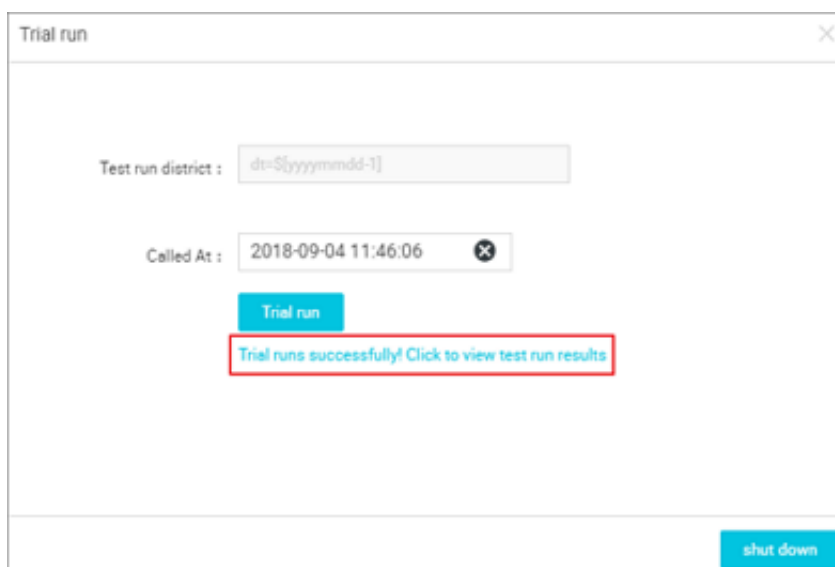 Trial run
Test run district :
dt=$[yyyymmdd-1]
Called At :
2018-09-04 11:46:06
Trial run
Trial runs successfully! Click to view test run results
shut down